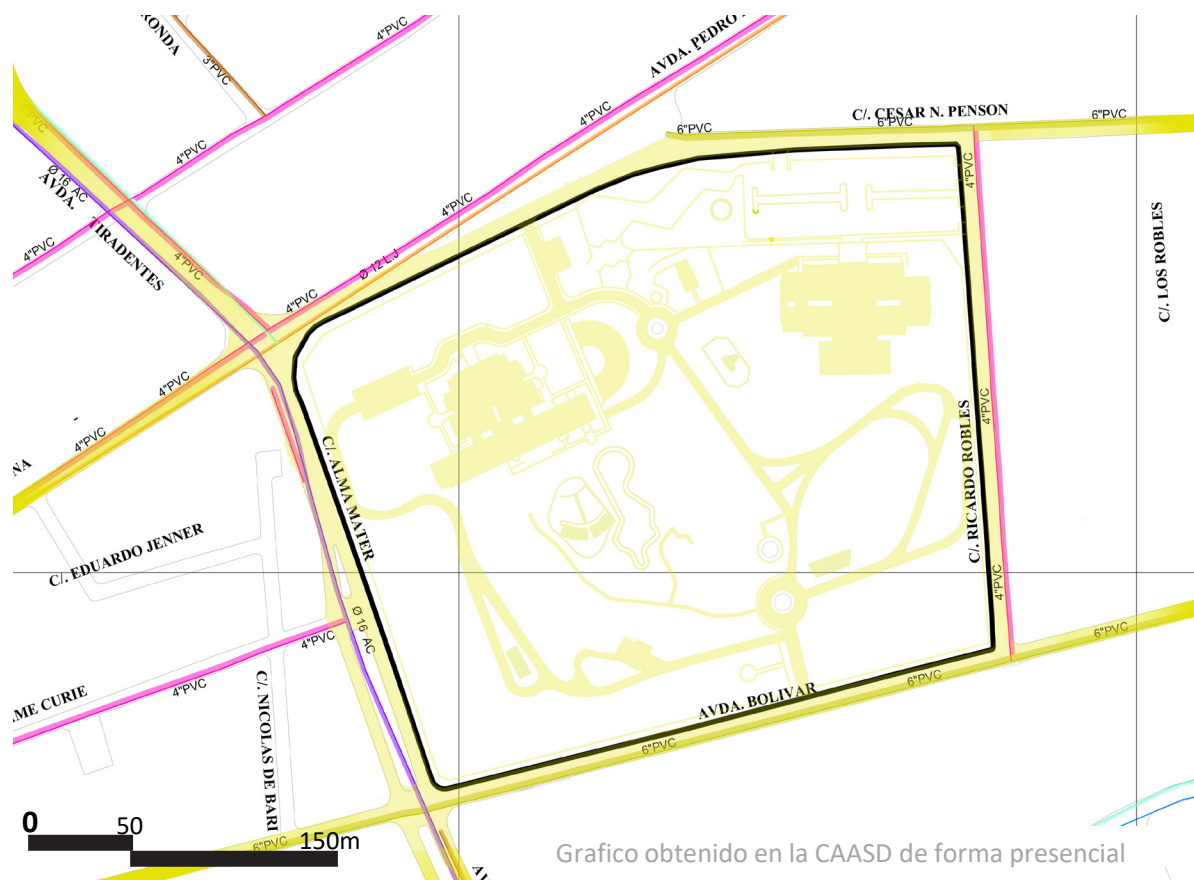 3"PVC
4"PVC
AVDA. PEDRO
4"PVC
C/. CESAR N. PENSON
6"PVC
6"PVC
6"PVC
4"PVC
4"PVC
Ø 16 AC
AVDA.
TIRADENTES
4"PVC
4"PVC
4"PVC
4"PVC
4"PVC
Ø 12 L.J
4"PVC
4"PVC
C/. LOS ROBLES
4"PVC
C/. ALMA MATER
4"PVC
C/. RICARDO ROBLES
C/. EDUARDO JENNER
4"PVC
4"PVC
Ø 16 AC
4"PVC
ME CURIE
C/. NICOLAS DE BARI
AVDA. BOLIVAR
6"PVC
6"PVC
6"PVC
6"PVC
0 50 150m
Grafico obtenido en la CAASD de forma presencial